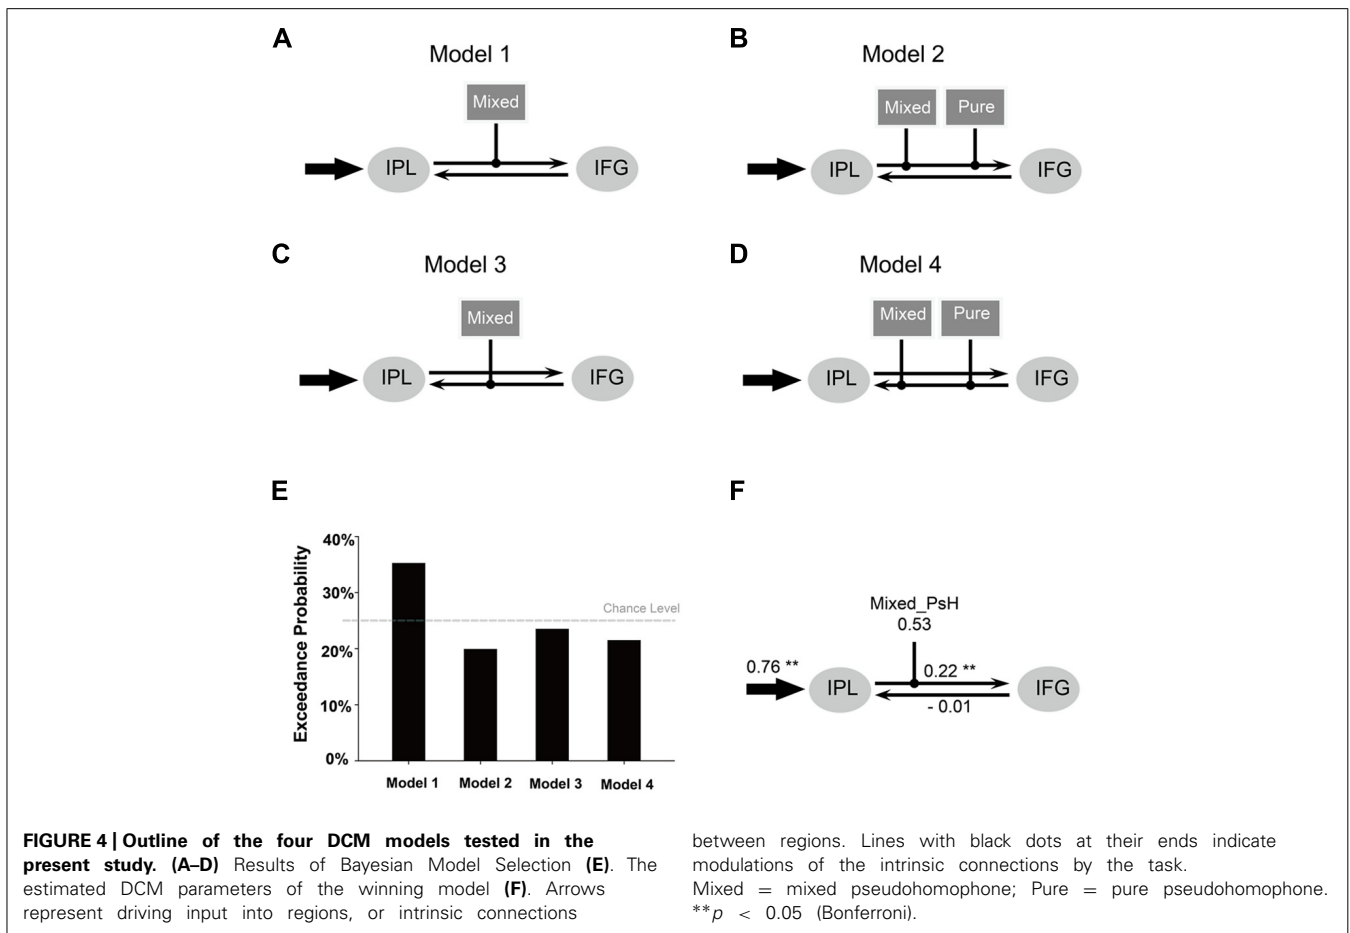 A
Model 1
Mixed
IPL
IFG
B
Model 2
Mixed Pure
IPL
IFG
C
Model 3
Mixed
IPL
IFG
D
Model 4
Mixed Pure
IPL
IFG
E
Exceedance Probability
40%
30%
20%
10%
0%
Chance Level
Model 1 Model 2 Model 3 Model 4
F
Mixed_PsH
0.53
0.76 **
IPL
0.22 **
- 0.01
IFG
FIGURE 4 | Outline of the four DCM models tested in the
present study. (A–D) Results of Bayesian Model Selection (E). The
estimated DCM parameters of the winning model (F). Arrows
represent driving input into regions, or intrinsic connections
between regions. Lines with black dots at their ends indicate
modulations of the intrinsic connections by the task.
Mixed = mixed pseudohomophone; Pure = pure pseudohomophone.
**p < 0.05 (Bonferroni).